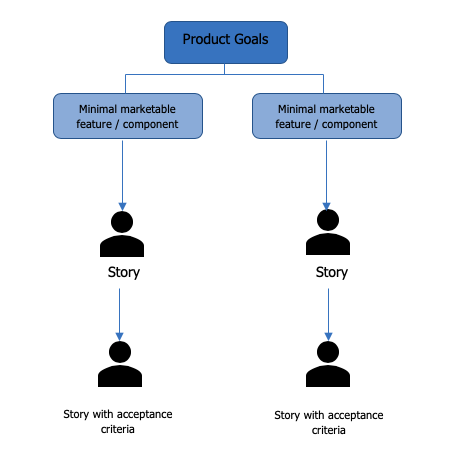 Product Goals
Minimal marketable
feature / component
Minimal marketable
feature / component
Story
Story
Story with acceptance
criteria
Story with acceptance
criteria